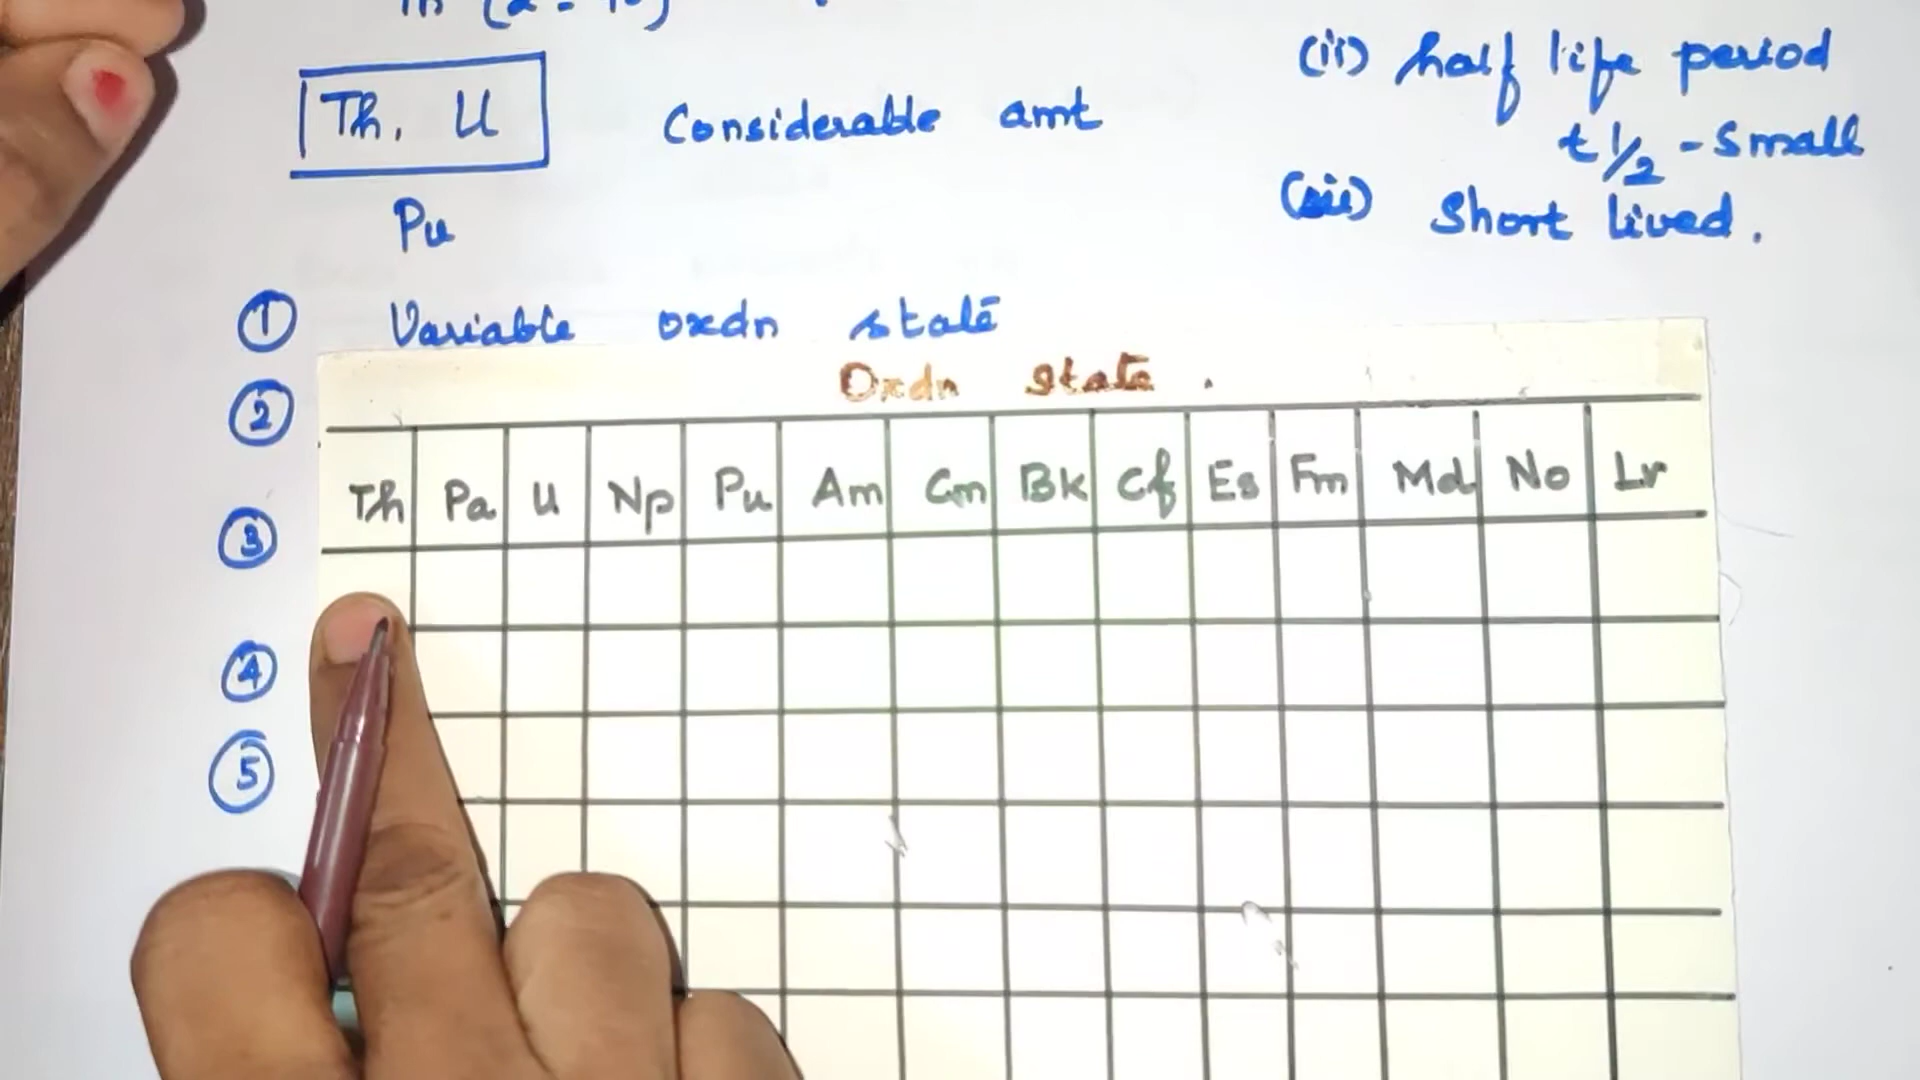 Th, U Considerable amt
Pu
(ii) half life period
t 1/2 - small
(iii) Short lived.
① Variable oxdn state
②
③
④
⑤
Oxdn state.
Th Pa U Np Pu Am Cm Bk Cf Es Fm Md No Lr